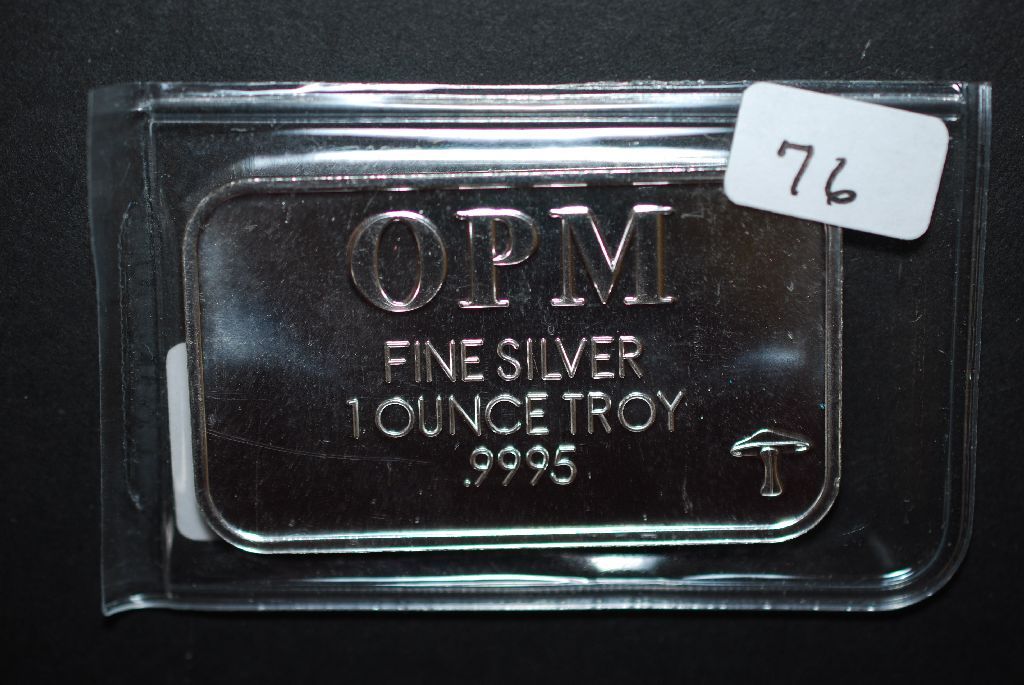 76
OPM
FINE SILVER
1 OUNCE TROY
.9995